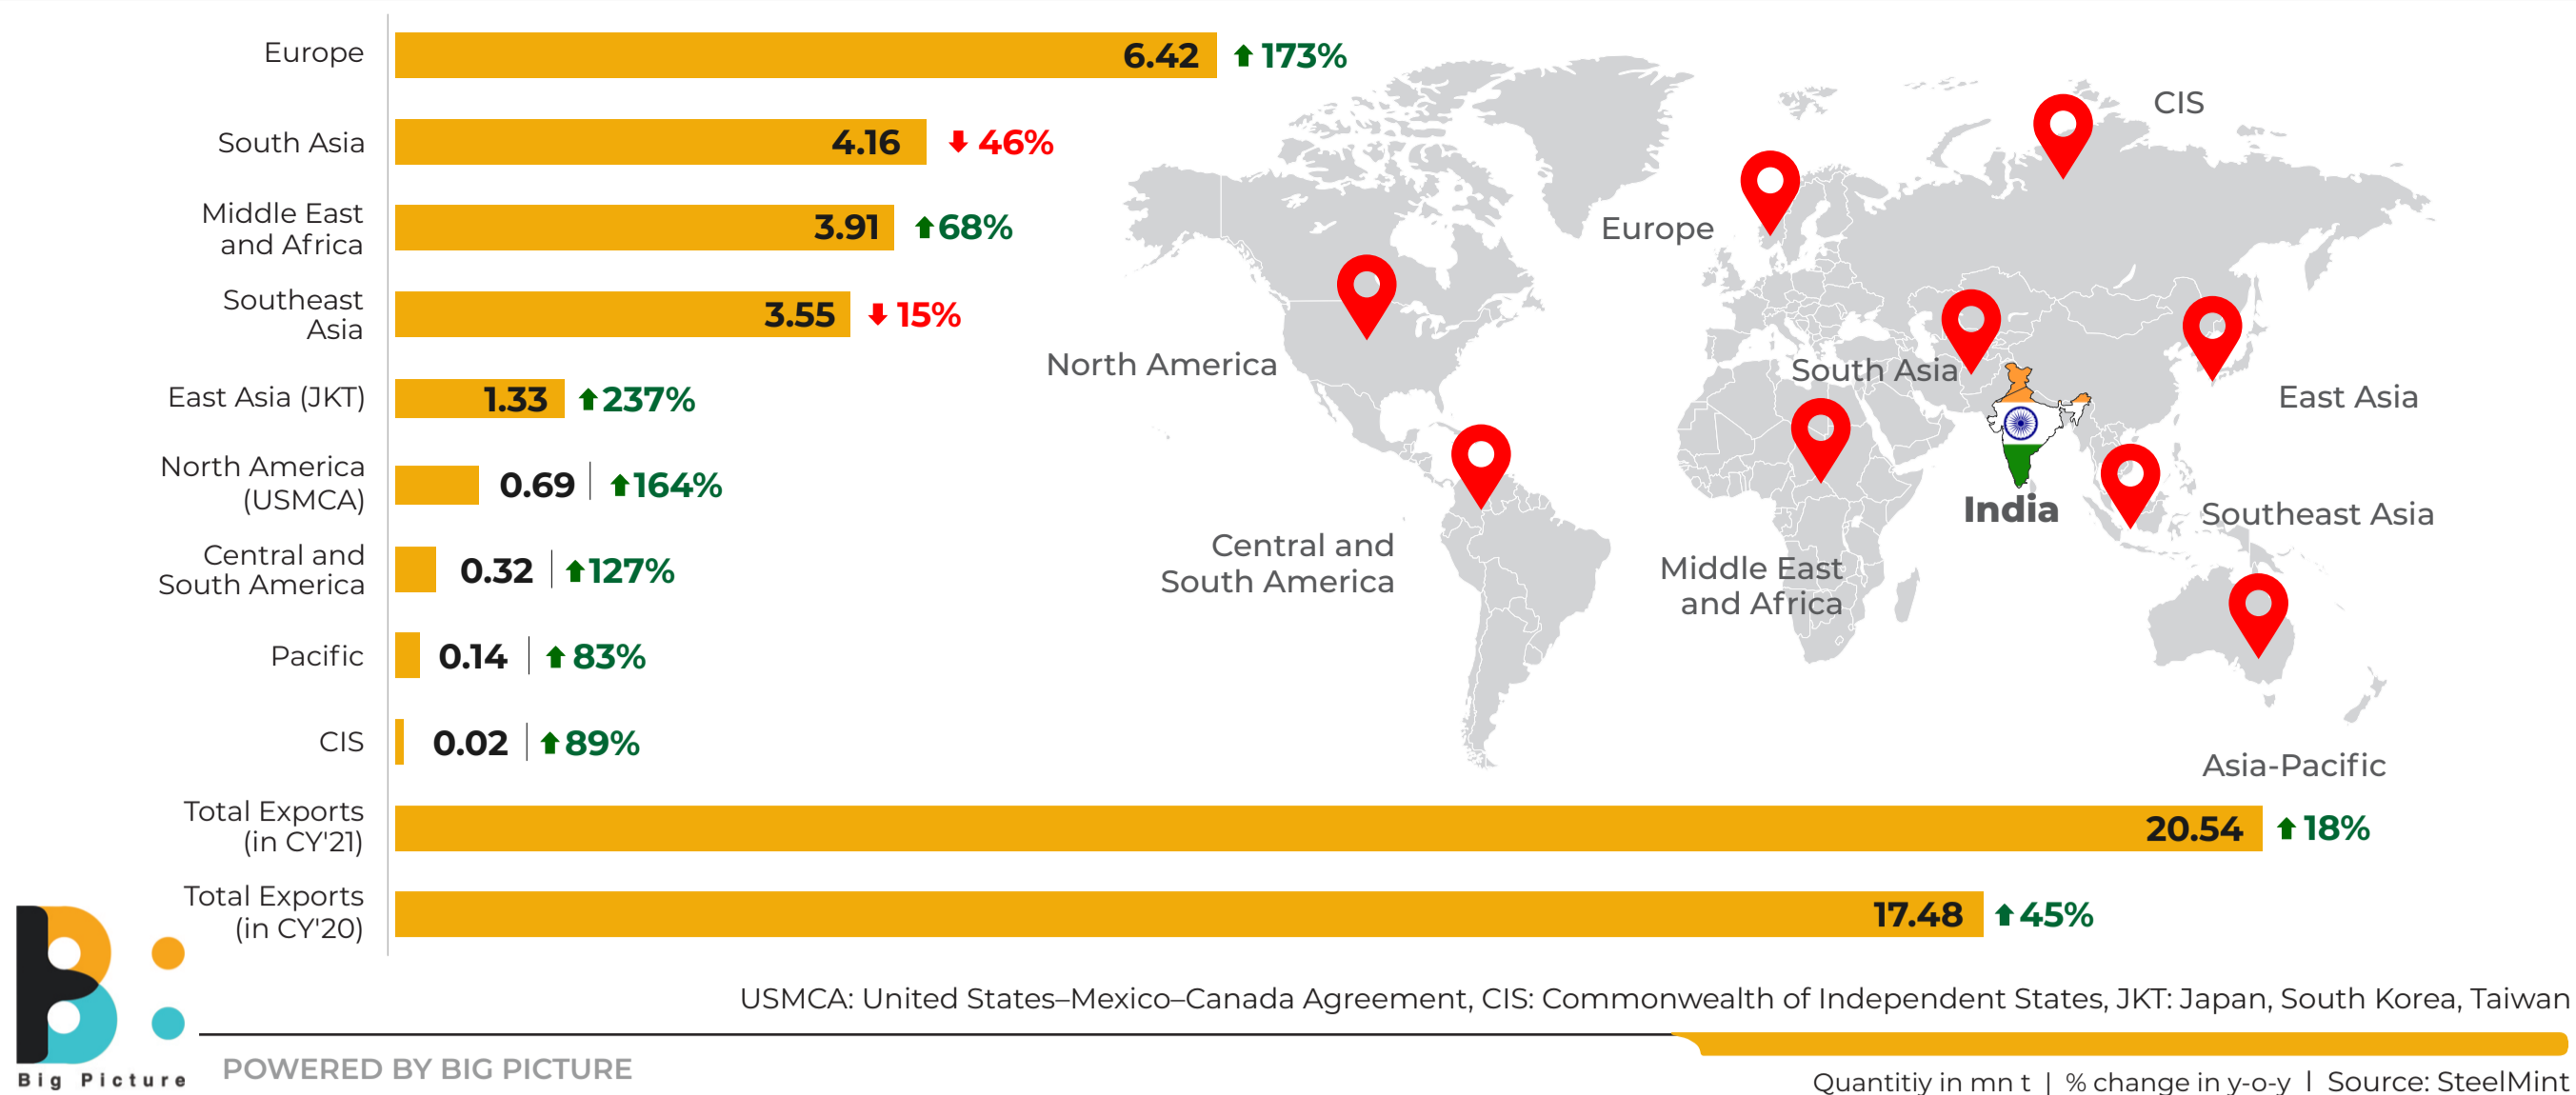 Europe
6.42
173%
South Asia
4.16
46%
Middle East
and Africa
3.91
68%
Southeast
Asia
3.55
15%
East Asia (JKT)
1.33
237%
North America
(USMCA)
0.69
164%
Central and
South America
0.32
127%
Pacific
0.14
83%
CIS
0.02
89%
Total Exports
(in CY'21)
20.54
18%
Total Exports
(in CY'20)
17.48
45%
CIS
Europe
North America
South Asia
East Asia
India
Southeast Asia
Central and
South America
Middle East
and Africa
Asia-Pacific
USMCA: United States–Mexico–Canada Agreement, CIS: Commonwealth of Independent States, JKT: Japan, South Korea, Taiwan
Big Picture
POWERED BY BIG PICTURE
Quantitiy in mn t | % change in y-o-y | Source: SteelMint